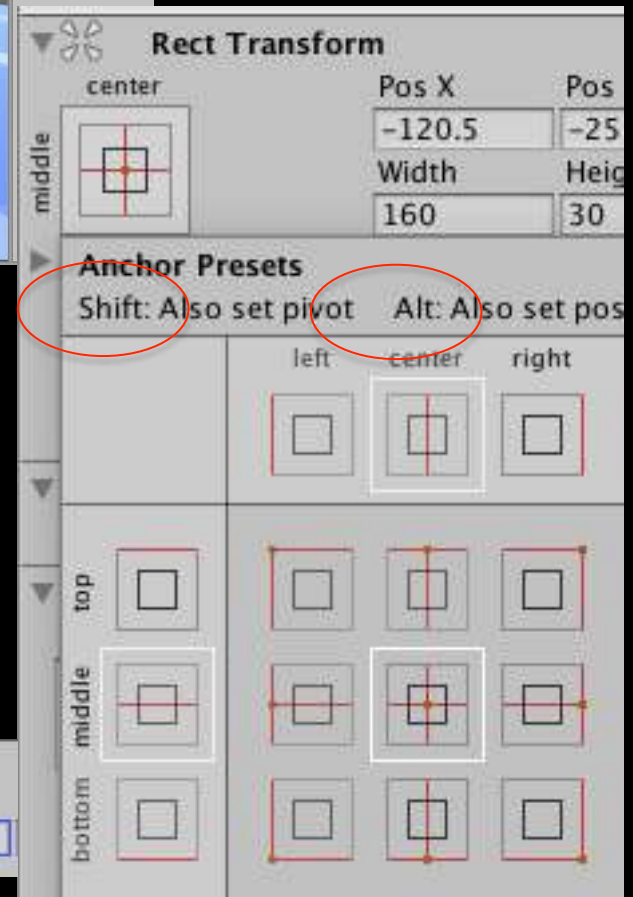 Rect Transform
center
Pos X
Pos
middle
-120.5
-25
Width
Heig
160
30
Anchor Presets
Shift: Also set pivot
Alt: Also set pos
left
center
right
top
middle
bottom